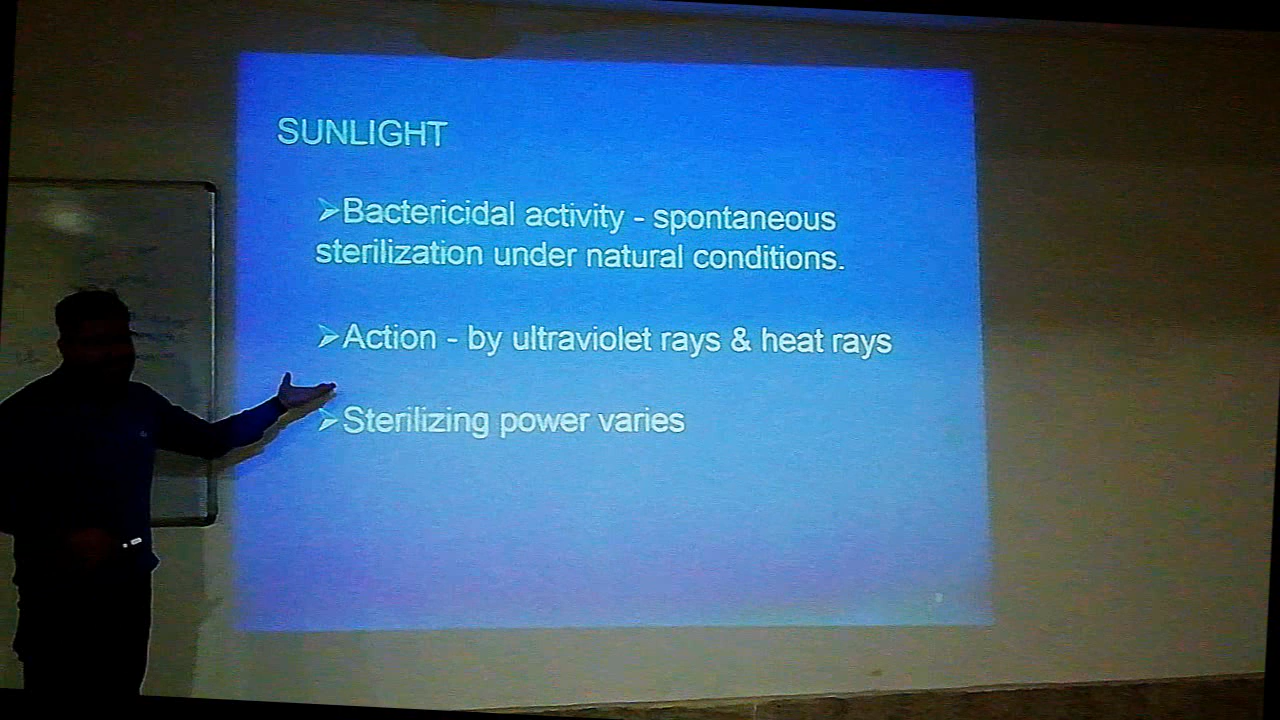 SUNLIGHT
➢Bactericidal activity - spontaneous
sterilization under natural conditions.
➢Action - by ultraviolet rays & heat rays
➢Sterilizing power varies